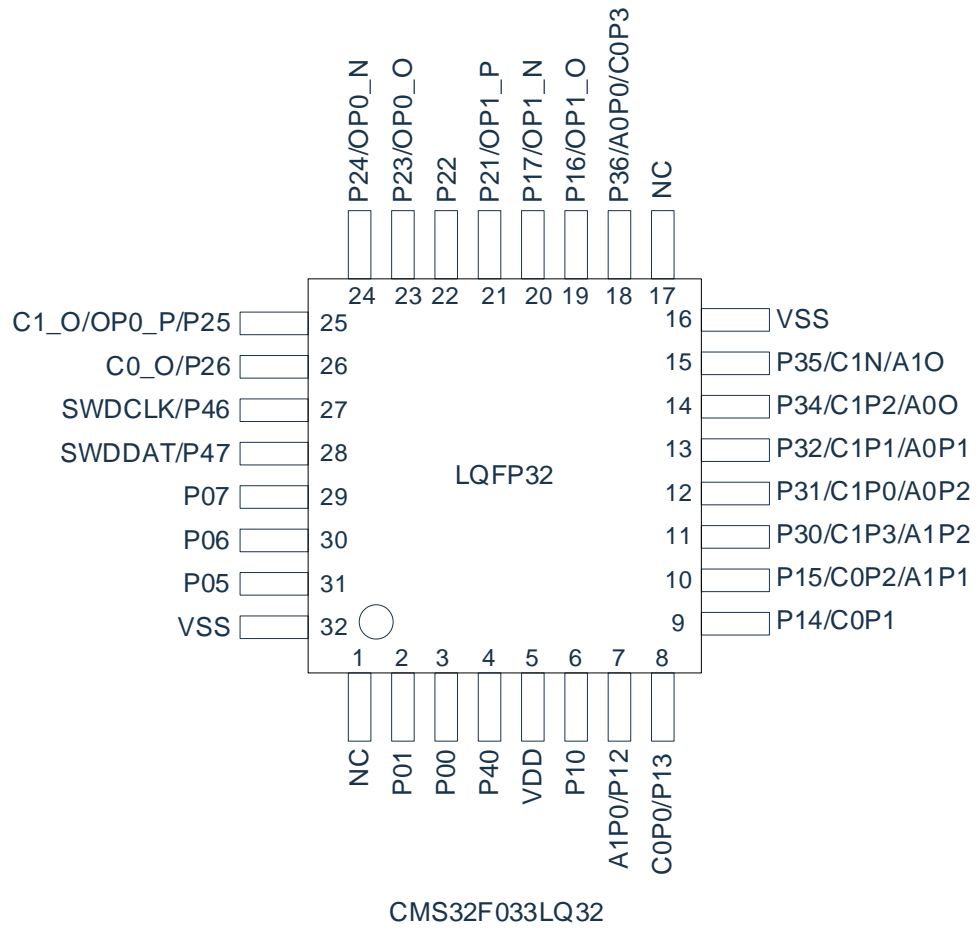 P24/OP0_N
P23/OP0_O
P22
P21/OP1_P
P17/OP1_N
P16/OP1_O
P36/A0P0/C0P3
NC
24 23 22 21 20 19 18 17
C1_O/OP0_P/P25 25
C0_O/P26 26
SWDCLK/P46 27
SWDDAT/P47 28
P07 29
P06 30
P05 31
VSS 32
LQFP32
16 VSS
15 P35/C1N/A1O
14 P34/C1P2/A0O
13 P32/C1P1/A0P1
12 P31/C1P0/A0P2
11 P30/C1P3/A1P2
10 P15/C0P2/A1P1
9 P14/C0P1
1 2 3 4 5 6 7 8
NC
P01
P00
P40
VDD
P10
A1P0/P12
C0P0/P13
CMS32F033LQ32